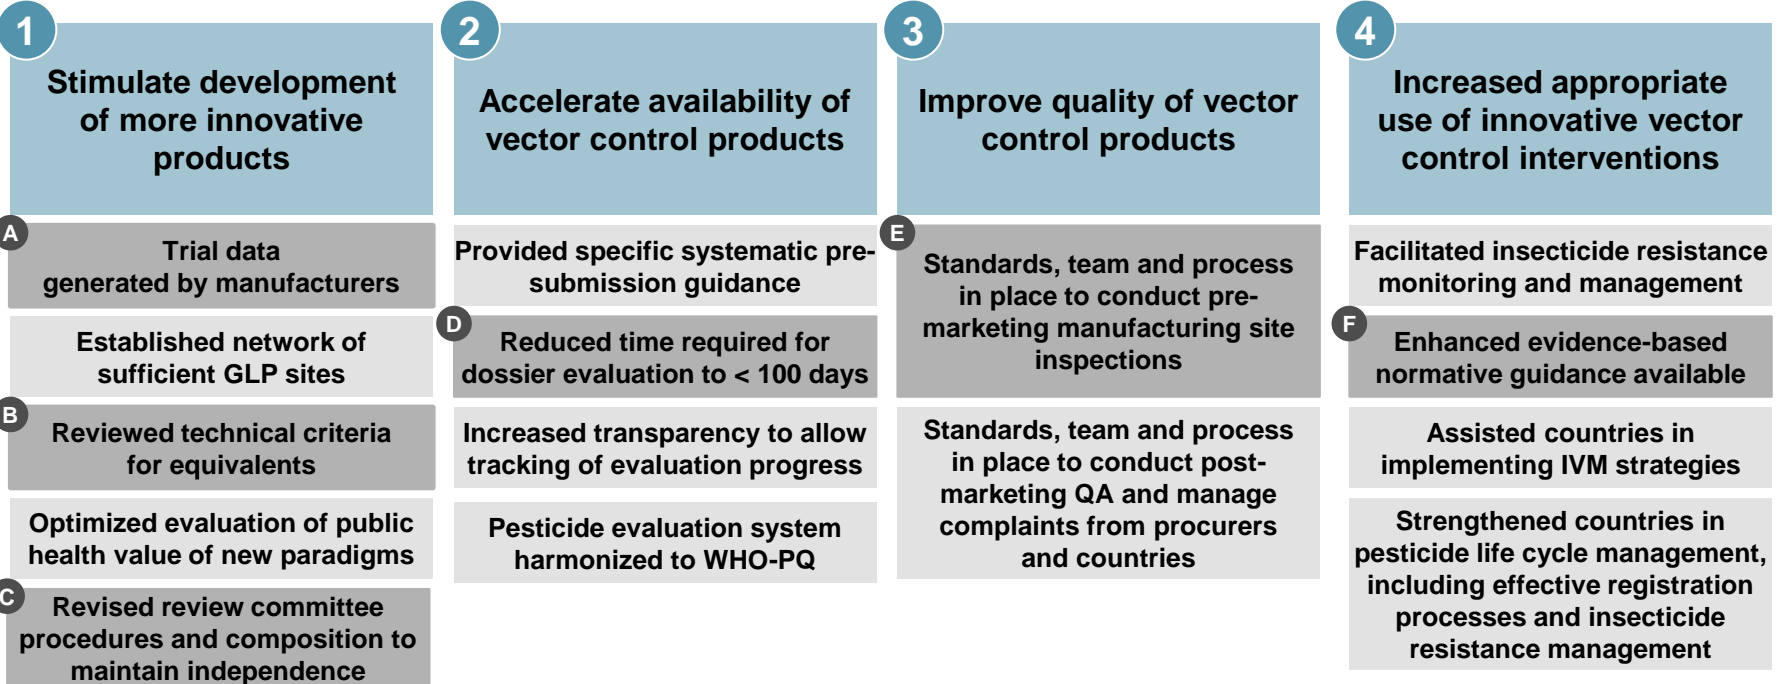 1
Stimulate development
of more innovative
products
A
Trial data
generated by manufacturers
Established network of
sufficient GLP sites
B
Reviewed technical criteria
for equivalents
Optimized evaluation of public
health value of new paradigms
C
Revised review committee
procedures and composition to
maintain independence
2
Accelerate availability of
vector control products
Provided specific systematic pre-
submission guidance
D
Reduced time required for
dossier evaluation to < 100 days
Increased transparency to allow
tracking of evaluation progress
Pesticide evaluation system
harmonized to WHO-PQ
3
Improve quality of vector
control products
E
Standards, team and process
in place to conduct pre-
marketing manufacturing site
inspections
Standards, team and process
in place to conduct post-
marketing QA and manage
complaints from procurers
and countries
4
Increased appropriate
use of innovative vector
control interventions
Facilitated insecticide resistance
monitoring and management
F
Enhanced evidence-based
normative guidance available
Assisted countries in
implementing IVM strategies
Strengthened countries in
pesticide life cycle management,
including effective registration
processes and insecticide
resistance management